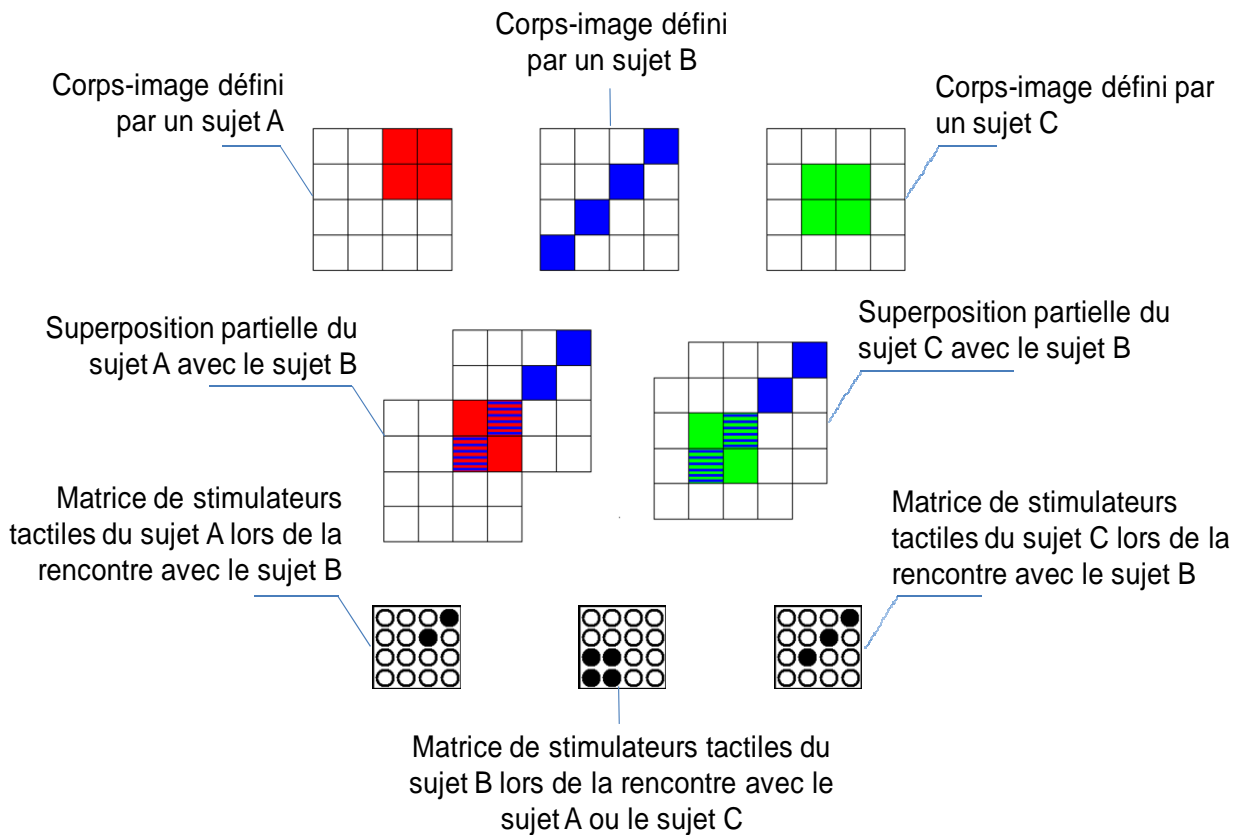 Corps-image défini
par un sujet B
Corps-image défini
par un sujet A
Corps-image défini par
un sujet C
Superposition partielle du
sujet A avec le sujet B
Superposition partielle du
sujet C avec le sujet B
Matrice de stimulateurs
tactiles du sujet A lors de la
rencontre avec le sujet B
Matrice de stimulateurs
tactiles du sujet C lors de la
rencontre avec le sujet B
Matrice de stimulateurs tactiles du
sujet B lors de la rencontre avec le
sujet A ou le sujet C